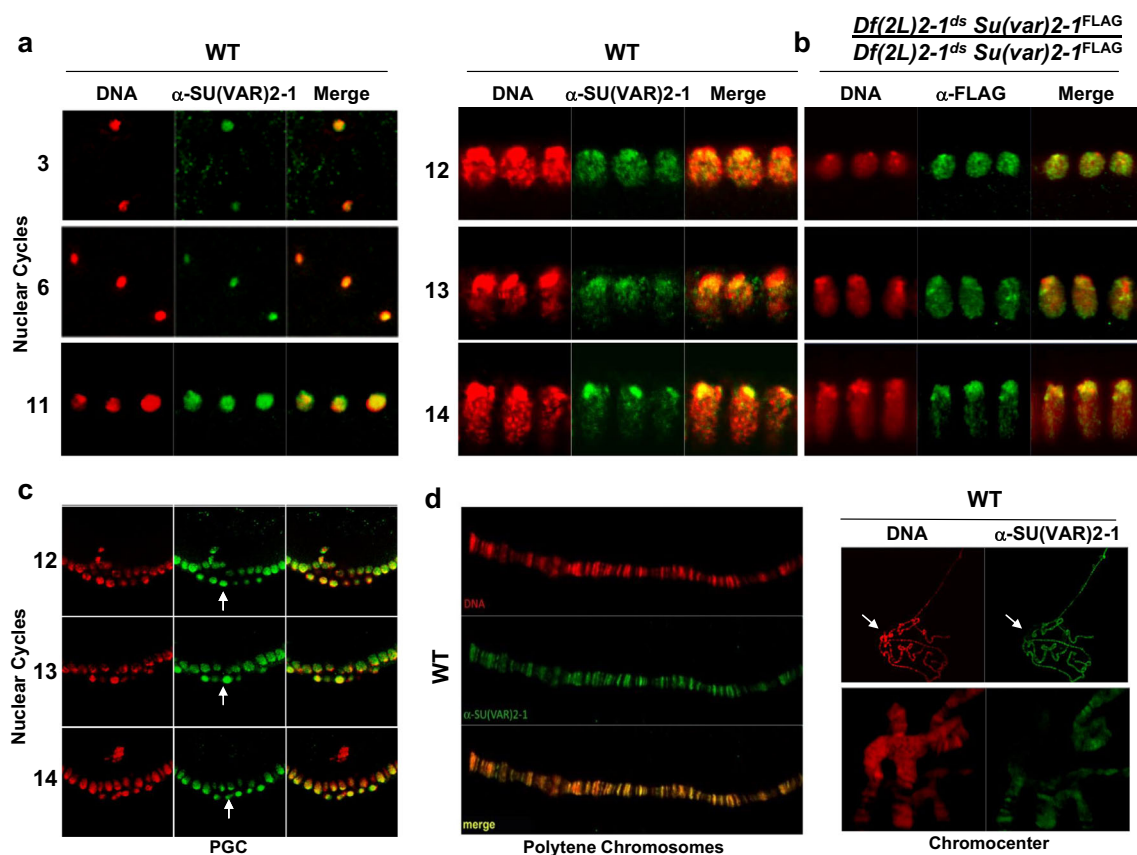 a
WT
DNA α-SU(VAR)2-1 Merge
Nuclear Cycles
3
6
11
WT
DNA α-SU(VAR)2-1 Merge
12
13
14
b
Df(2L)2-1ds Su(var)2-1FLAG
Df(2L)2-1ds Su(var)2-1FLAG
DNA α-FLAG Merge
c
Nuclear Cycles
12
13
14
PGC
d
WT
DNA
α-SU(VAR)2-1
merge
Polytene Chromosomes
WT
DNA α-SU(VAR)2-1
Chromocenter